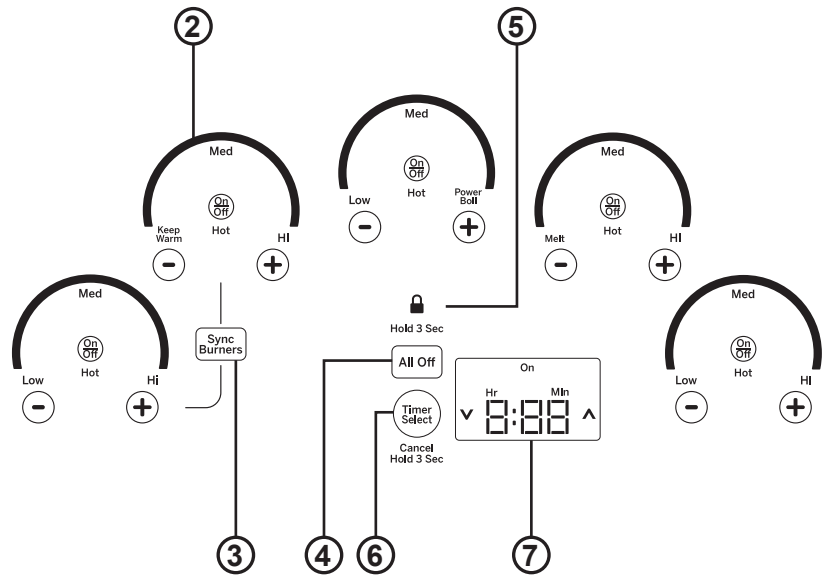 2
5
Med
On
Off
Hot
Keep
Warm
HI
Med
On
Off
Hot
Low
Power
Boil
Med
On
Off
Hot
Melt
HI
Med
On
Off
Hot
Low
Hi
Sync
Burners
Hold 3 Sec
All Off
Timer
Select
Cancel
Hold 3 Sec
On
Hr
Min
8:88
Med
On
Off
Hot
Low
HI
3
4
6
7